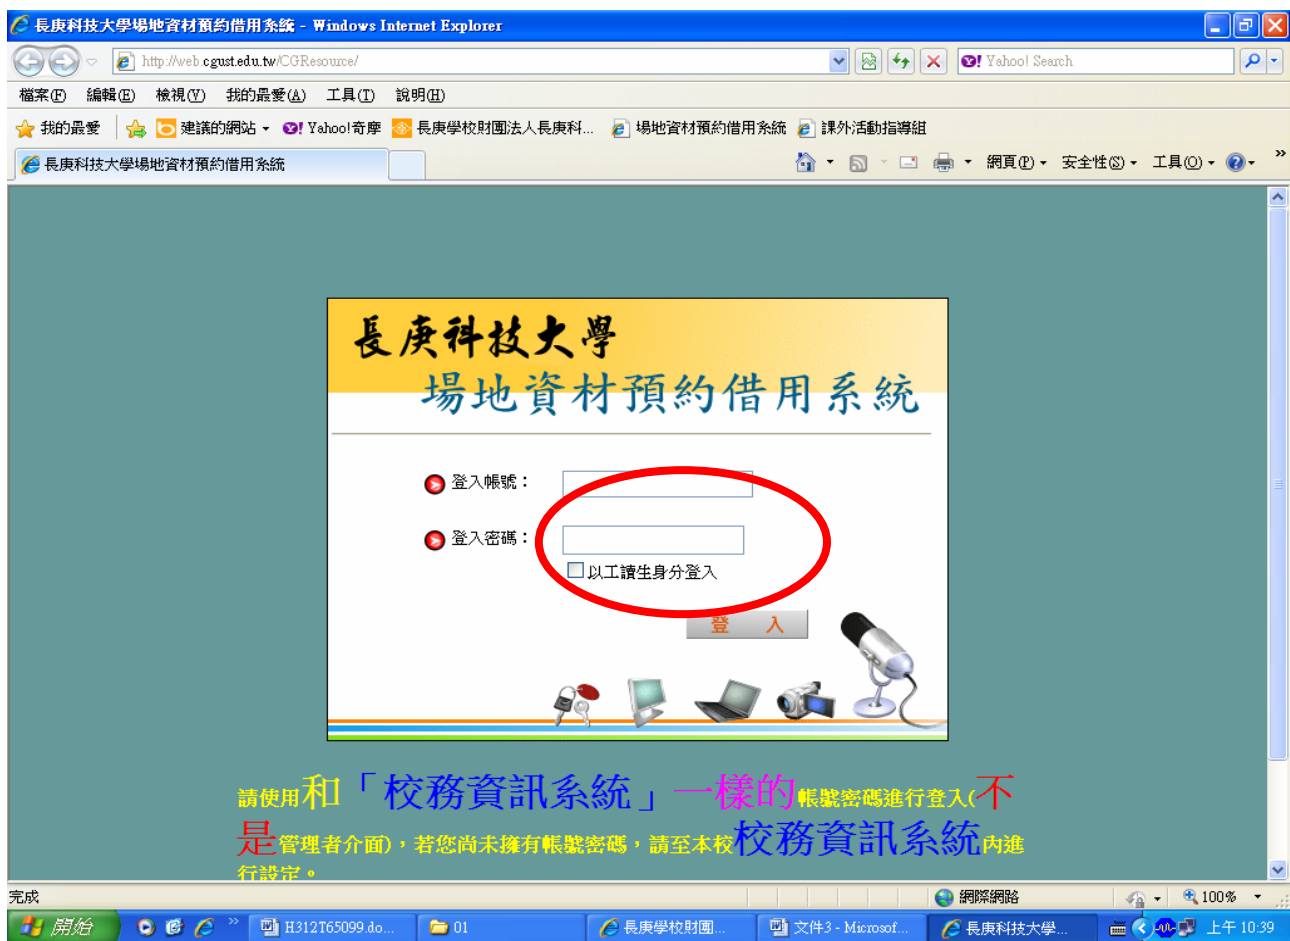 長庚科技大學場地資材預約借用系統 - Windows Internet Explorer
http://web.cgust.edu.tw/CGResource/
Yahoo! Search
檔案(F) 編輯(E) 檢視(V) 我的最愛(A) 工具(T) 說明(H)
我的最愛 建議的網站 Yahoo!奇摩 長庚學校財團法人長庚科... 場地資材預約借用系統 課外活動指導組
長庚科技大學場地資材預約借用系統
網頁(P) 安全性(S) 工具(O) »
長庚科技大學
場地資材預約借用系統
登入帳號：
登入密碼：
以工讀生身分登入
登 入
請使用和「校務資訊系統」一樣的帳號密碼進行登入(不
是管理者介面)，若您尚未擁有帳號密碼，請至本校校務資訊系統內進
行設定。
完成 網際網路 100%
開始 » H312T65099.do... 01 長庚學校財團... 文件3 - Microsof... 長庚科技大學... 上午 10:39